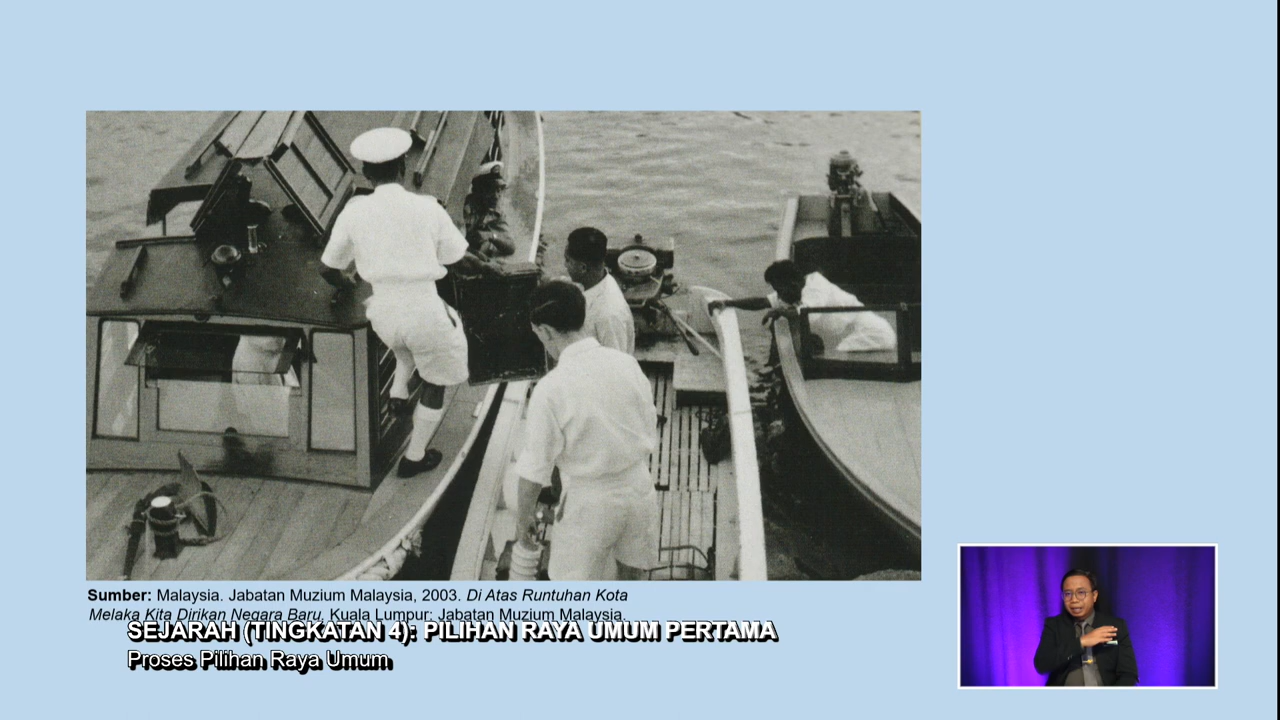 Sumber: Malaysia. Jabatan Muzium Malaysia, 2003. Di Atas Runtuhan Kota
Melaka Kita Dirikan Negara Baru, Kuala Lumpur: Jabatan Muzium Malaysia.
SEJARAH (TINGKATAN 4): PILIHAN RAYA UMUM PERTAMA
Proses Pilihan Raya Umum